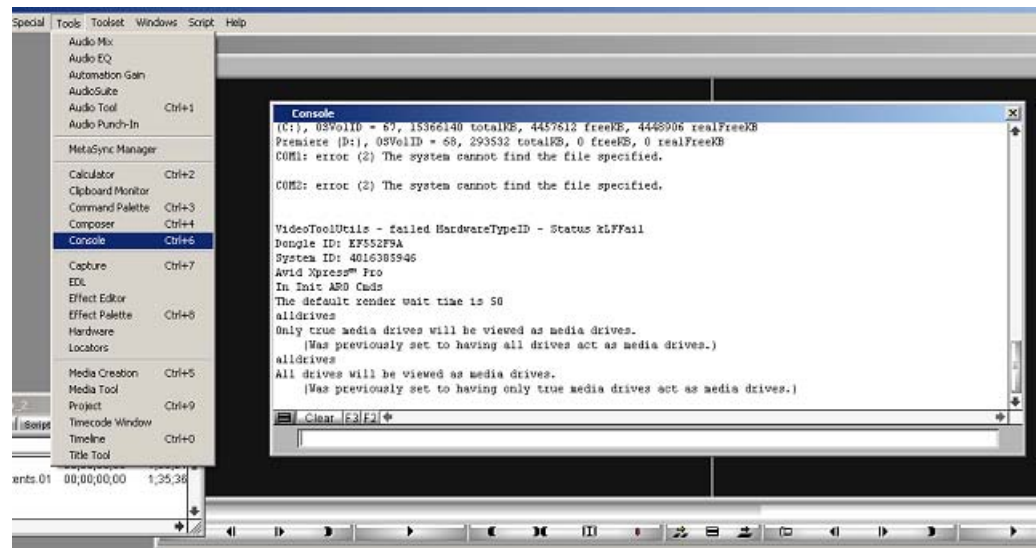 Special Tools Toolset Windows Script Help
Audio Mix
Audio EQ
Automation Gain
AudioSuite
Audio Tool Ctrl+1
Audio Punch-In
MetaSync Manager
Calculator Ctrl+2
Clipboard Monitor
Command Palette Ctrl+3
Composer Ctrl+4
Console Ctrl+6
Capture Ctrl+7
EDL
Effect Editor
Effect Palette Ctrl+8
Hardware
Locators
Media Creation Ctrl+5
Media Tool
Project Ctrl+9
Timecode Window
Timeline Ctrl+0
Title Tool
Console
(C:), OSVolID = 67, 15366140 totalKB, 4457612 freeKB, 4448906 realFreeKB
Premiere (D:), OSVolID = 68, 293532 totalKB, 0 freeKB, 0 realFreeKB
COM1: error (2) The system cannot find the file specified.
COM2: error (2) The system cannot find the file specified.
VideoToolUtils - failed HardwareTypeID - Status kLFFail
Dongle ID: EF552F9A
System ID: 4016385946
Avid Xpress™ Pro
In Init ARO Cmds
The default render wait time is 50
alldrives
Only true media drives will be viewed as media drives.
(Was previously set to having all drives act as media drives.)
alldrives
All drives will be viewed as media drives.
(Was previously set to having only true media drives act as media drives.)
Clear F3 F2
_2
Script
ents.01 00;00;00;00 1;35;36